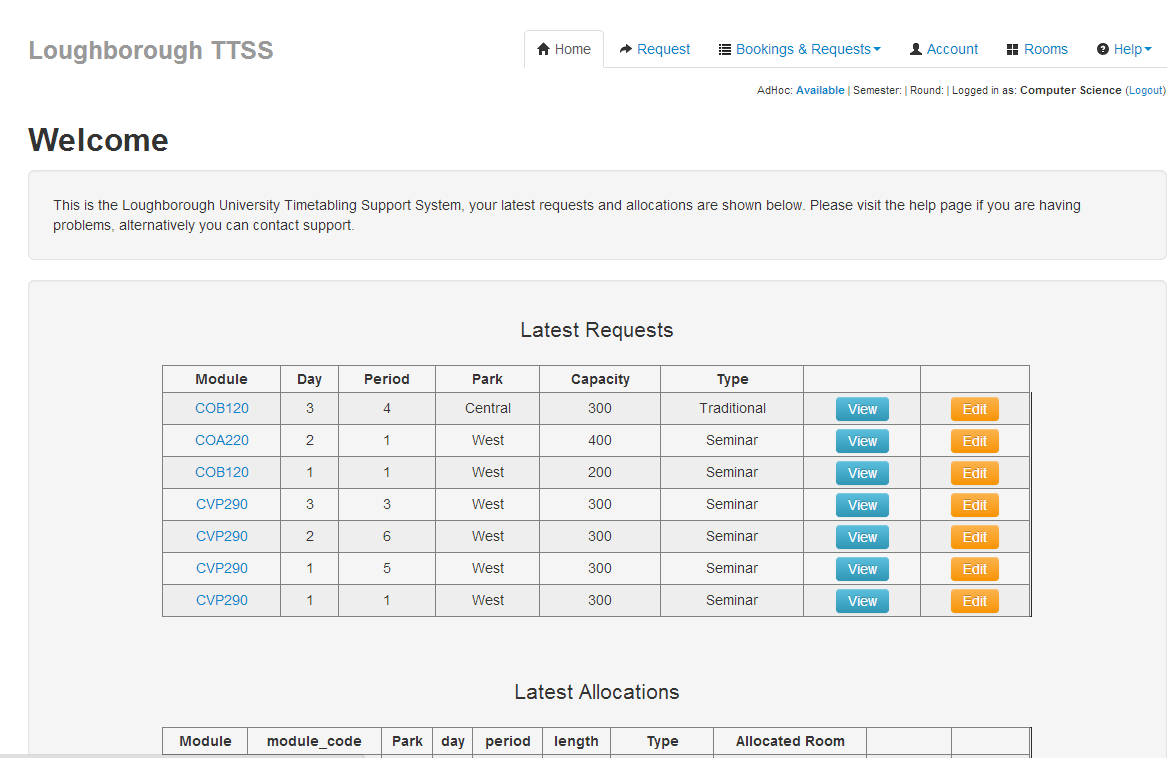 Loughborough TTSS
Home Request Bookings & Requests Account Rooms Help
AdHoc: Available | Semester: | Round: | Logged in as: Computer Science (Logout)
Welcome
This is the Loughborough University Timetabling Support System, your latest requests and allocations are shown below. Please visit the help page if you are having
problems, alternatively you can contact support.
Latest Requests
Module Day Period Park Capacity Type
COB120 3 4 Central 300 Traditional View Edit
COA220 2 1 West 400 Seminar View Edit
COB120 1 1 West 200 Seminar View Edit
CVP290 3 3 West 300 Seminar View Edit
CVP290 2 6 West 300 Seminar View Edit
CVP290 1 5 West 300 Seminar View Edit
CVP290 1 1 West 300 Seminar View Edit
Latest Allocations
Module module_code Park day period length Type Allocated Room